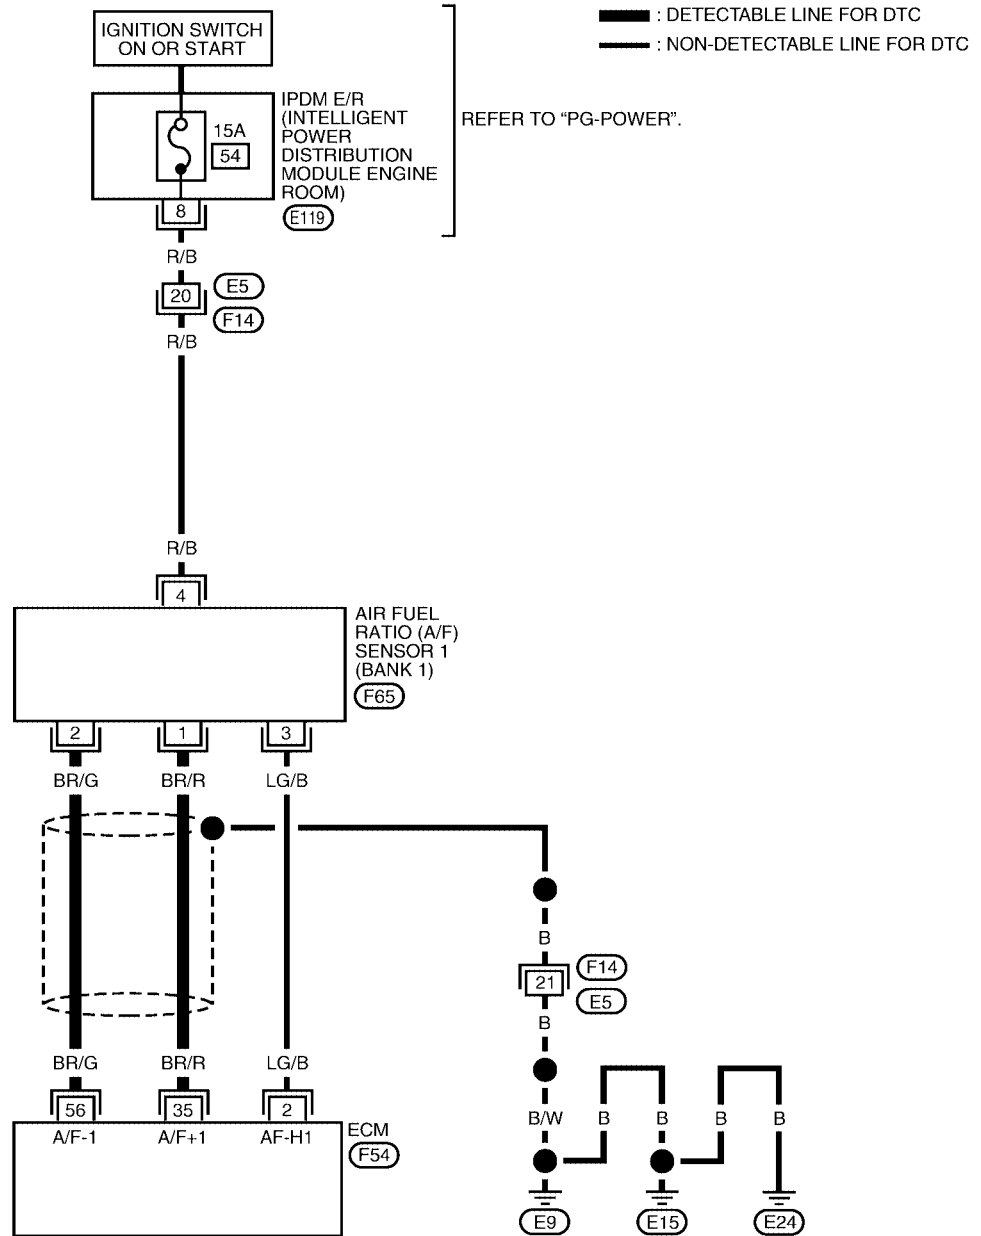 IGNITION SWITCH
ON OR START
: DETECTABLE LINE FOR DTC
: NON-DETECTABLE LINE FOR DTC
IPDM E/R
(INTELLIGENT
POWER
DISTRIBUTION
MODULE ENGINE
ROOM)
REFER TO “PG-POWER”.
15A
54
8
E119
R/B
20
E5
F14
R/B
R/B
4
AIR FUEL
RATIO (A/F)
SENSOR 1
(BANK 1)
F65
2 1 3
BR/G BR/R LG/B
B
21
F14
E5
B
BR/G BR/R LG/B
56 35 2
A/F-1 A/F+1 AF-H1
ECM
F54
B/W B B B B
E9 E15 E24